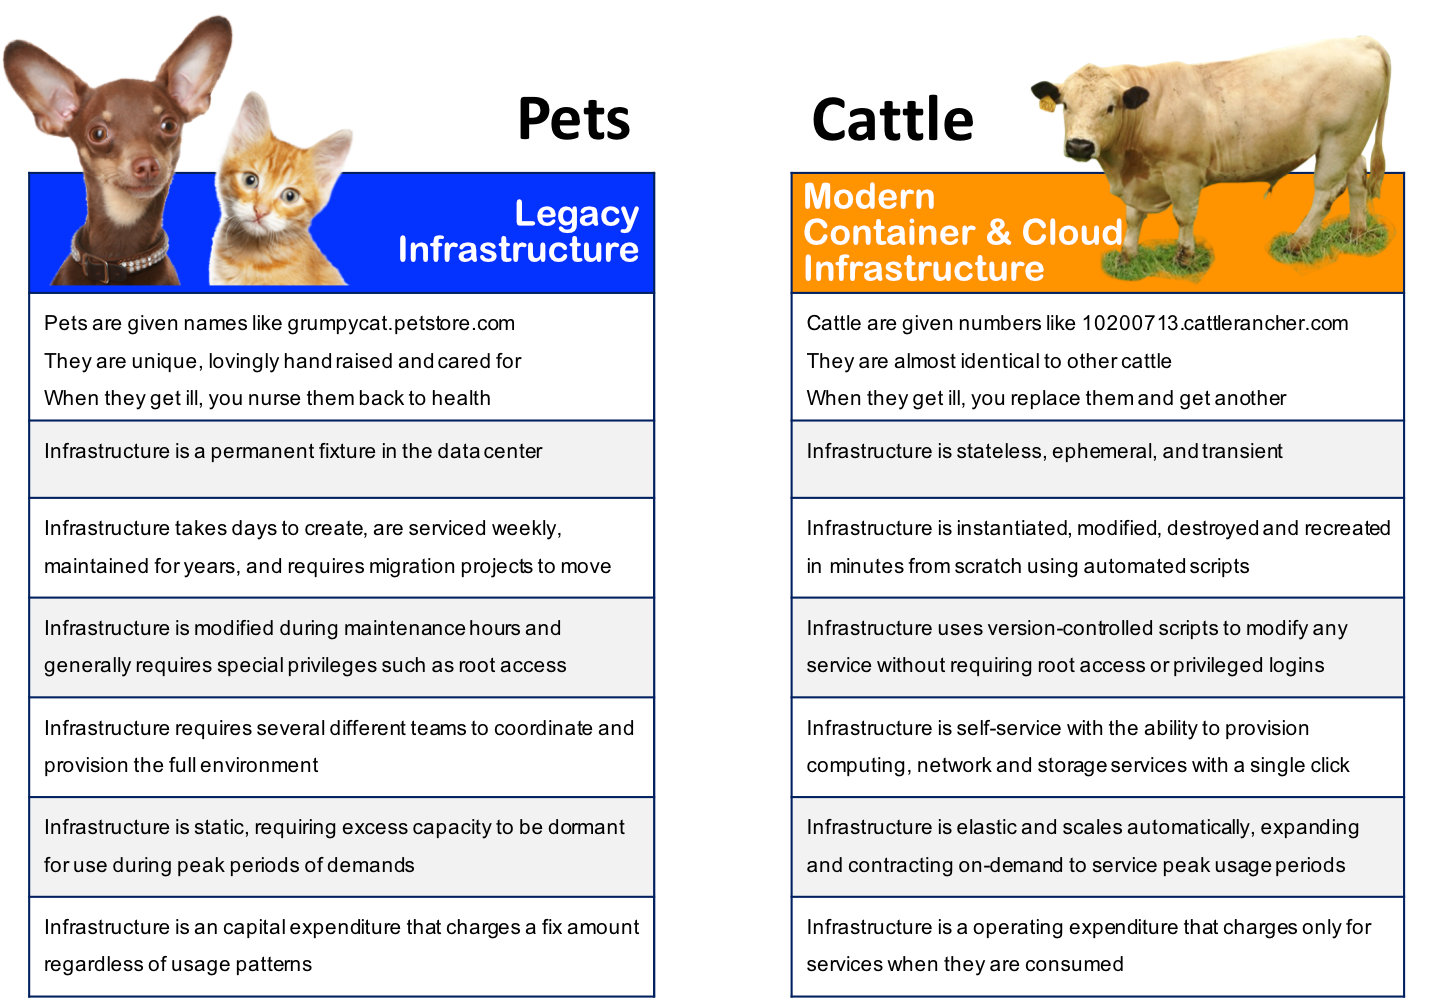 Pets
Legacy
Infrastructure
Pets are given names like grumpycat.petstore.com
They are unique, lovingly hand raised and cared for
When they get ill, you nurse them back to health
Infrastructure is a permanent fixture in the data center
Infrastructure takes days to create, are serviced weekly,
maintained for years, and requires migration projects to move
Infrastructure is modified during maintenance hours and
generally requires special privileges such as root access
Infrastructure requires several different teams to coordinate and
provision the full environment
Infrastructure is static, requiring excess capacity to be dormant
for use during peak periods of demands
Infrastructure is an capital expenditure that charges a fix amount
regardless of usage patterns
Cattle
Modern
Container & Cloud
Infrastructure
Cattle are given numbers like 10200713.cattlerancher.com
They are almost identical to other cattle
When they get ill, you replace them and get another
Infrastructure is stateless, ephemeral, and transient
Infrastructure is instantiated, modified, destroyed and recreated
in minutes from scratch using automated scripts
Infrastructure uses version-controlled scripts to modify any
service without requiring root access or privileged logins
Infrastructure is self-service with the ability to provision
computing, network and storage services with a single click
Infrastructure is elastic and scales automatically, expanding
and contracting on-demand to service peak usage periods
Infrastructure is a operating expenditure that charges only for
services when they are consumed